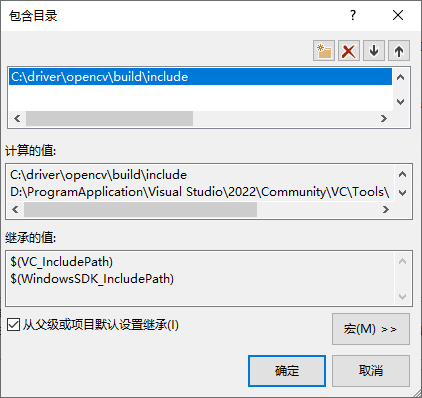 包含目录
C:\driver\opencv\build\include
计算的值:
C:\driver\opencv\build\include
D:\ProgramApplication\Visual Studio\2022\Community\VC\Tools\
继承的值:
$(VC_IncludePath)
$(WindowsSDK_IncludePath)
从父级或项目默认设置继承(I)
宏(M) >>
确定 取消